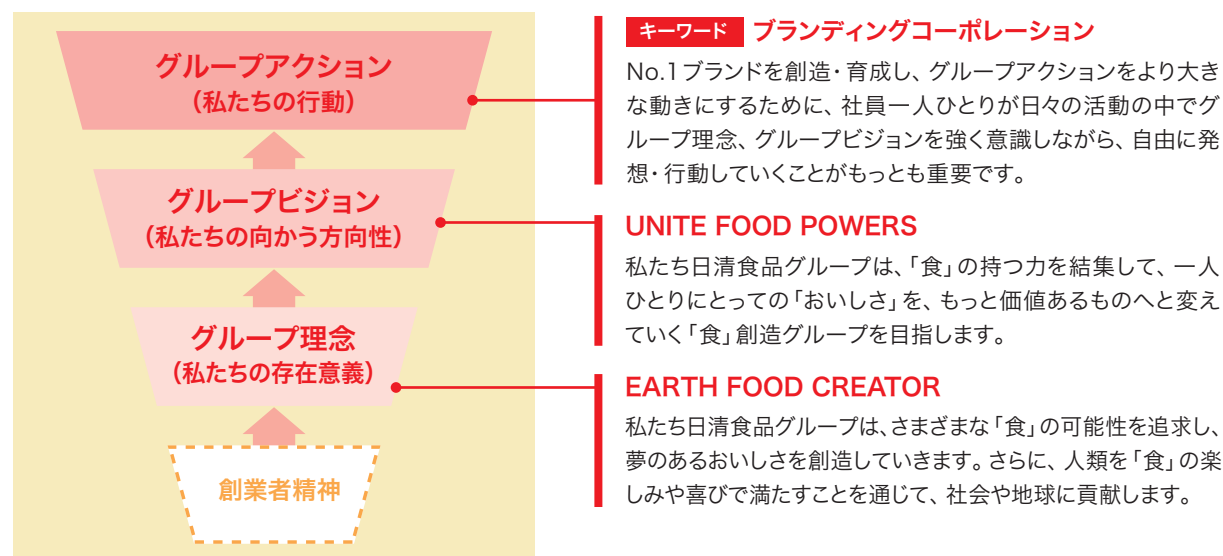 グループアクション
（私たちの行動）
グループビジョン
（私たちの向かう方向性）
グループ理念
（私たちの存在意義）
創業者精神
キーワード ブランディングコーポレーション
No.1ブランドを創造・育成し、グループアクションをより大き
な動きにするために、社員一人ひとりが日々の活動の中でグ
ループ理念、グループビジョンを強く意識しながら、自由に発
想・行動していくことがもっとも重要です。
UNITE FOOD POWERS
私たち日清食品グループは、「食」の持つ力を結集して、一人
ひとりにとっての「おいしさ」を、もっと価値あるものへと変え
ていく「食」創造グループを目指します。
EARTH FOOD CREATOR
私たち日清食品グループは、さまざまな「食」の可能性を追求し、
夢のあるおいしさを創造していきます。さらに、人類を「食」の楽
しみや喜びで満たすことを通じて、社会や地球に貢献します。